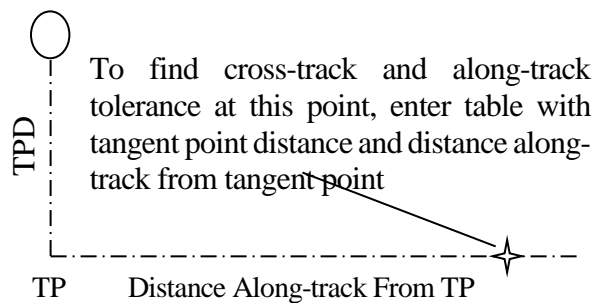 To find cross-track and along-track
tolerance at this point, enter table with
tangent point distance and distance along-
track from tangent point
TPD
TP
Distance Along-track From TP